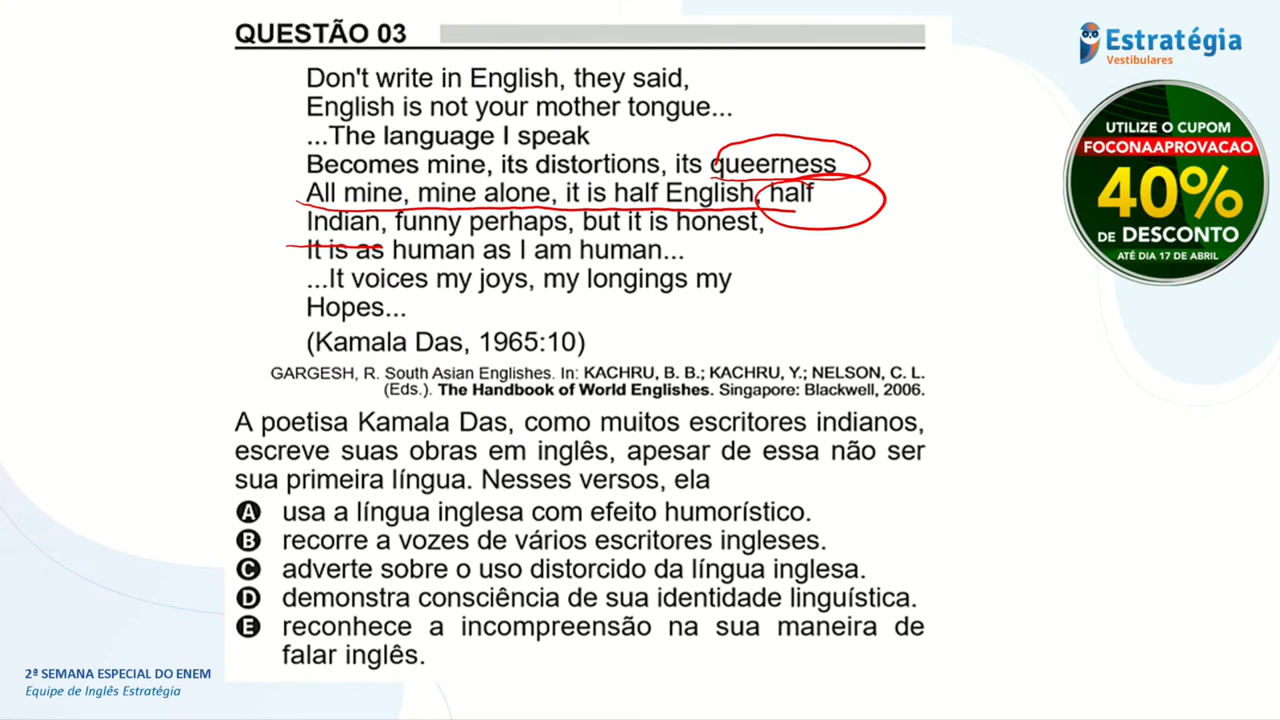 QUESTÃO 03
Estratégia
Vestibulares
UTILIZE O CUPOM
FOCONAAPROVACAO
40%
DE DESCONTO
ATÉ DIA 17 DE ABRIL
Don't write in English, they said,
English is not your mother tongue...
...The language I speak
Becomes mine, its distortions, its queerness
All mine, mine alone, it is half English, half
Indian, funny perhaps, but it is honest,
It is as human as I am human...
...It voices my joys, my longings my
Hopes...
(Kamala Das, 1965:10)
GARGESH, R. South Asian Englishes. In: KACHRU, B. B.; KACHRU, Y.; NELSON, C. L.
(Eds.). The Handbook of World Englishes. Singapore: Blackwell, 2006.
A poetisa Kamala Das, como muitos escritores indianos,
escreve suas obras em inglês, apesar de essa não ser
sua primeira língua. Nesses versos, ela
A usa a língua inglesa com efeito humorístico.
B recorre a vozes de vários escritores ingleses.
C adverte sobre o uso distorcido da língua inglesa.
D demonstra consciência de sua identidade linguística.
E reconhece a incompreensão na sua maneira de
falar inglês.
2ª SEMANA ESPECIAL DO ENEM
Equipe de Inglês Estratégia